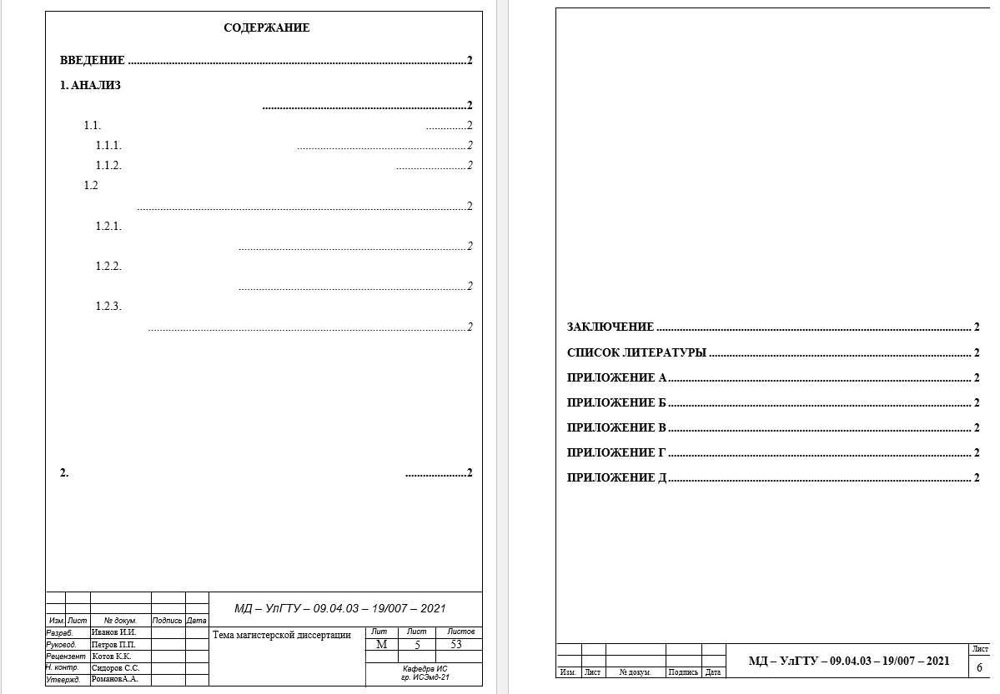 СОДЕРЖАНИЕ
ВВЕДЕНИЕ ....................................................................................................................2
1. АНАЛИЗ
......................................................................2
1.1. ..............2
1.1.1. ..........................................................2
1.1.2. ........................2
1.2
.................................................................................................................2
1.2.1.
..............................................................................2
1.2.2.
..............................................................................2
1.2.3.
.............................................................................................................2
2. .....................2
МД – УлГТУ – 09.04.03 – 19/007 – 2021
Изм. Лист № докум. Подпись Дата
Разраб. Иванов И.И. Тема магистерской диссертации Лит Лист Листов
Руковод. Петров П.П. М 5 53
Рецензент Котов К.К.
Н. контр. Сидоров С.С. Кафедра ИС
Утвержд. РомановА.А. гр. ИСЭмд-21
ЗАКЛЮЧЕНИЕ ............................................................................................................ 2
СПИСОК ЛИТЕРАТУРЫ .......................................................................................... 2
ПРИЛОЖЕНИЕ А........................................................................................................ 2
ПРИЛОЖЕНИЕ Б........................................................................................................ 2
ПРИЛОЖЕНИЕ В........................................................................................................ 2
ПРИЛОЖЕНИЕ Г........................................................................................................ 2
ПРИЛОЖЕНИЕ Д........................................................................................................ 2
МД – УлГТУ – 09.04.03 – 19/007 – 2021
Лист
6
Изм. Лист № докум. Подпись Дата